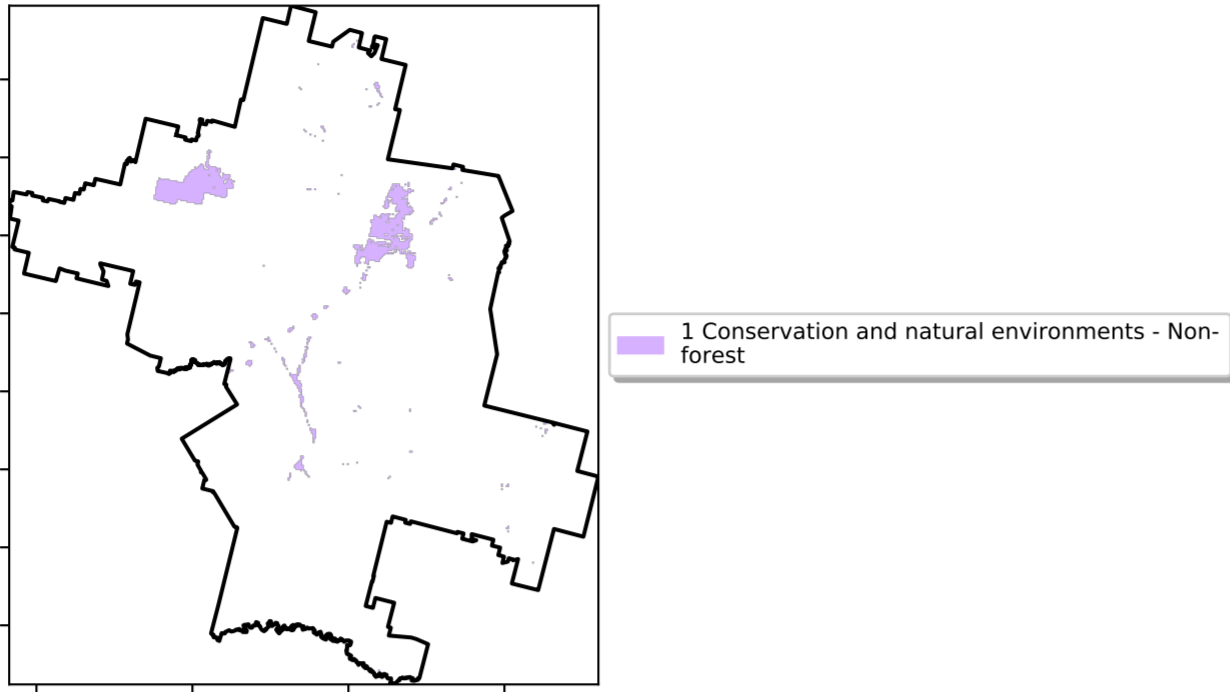 1 Conservation and natural environments - Non-
forest